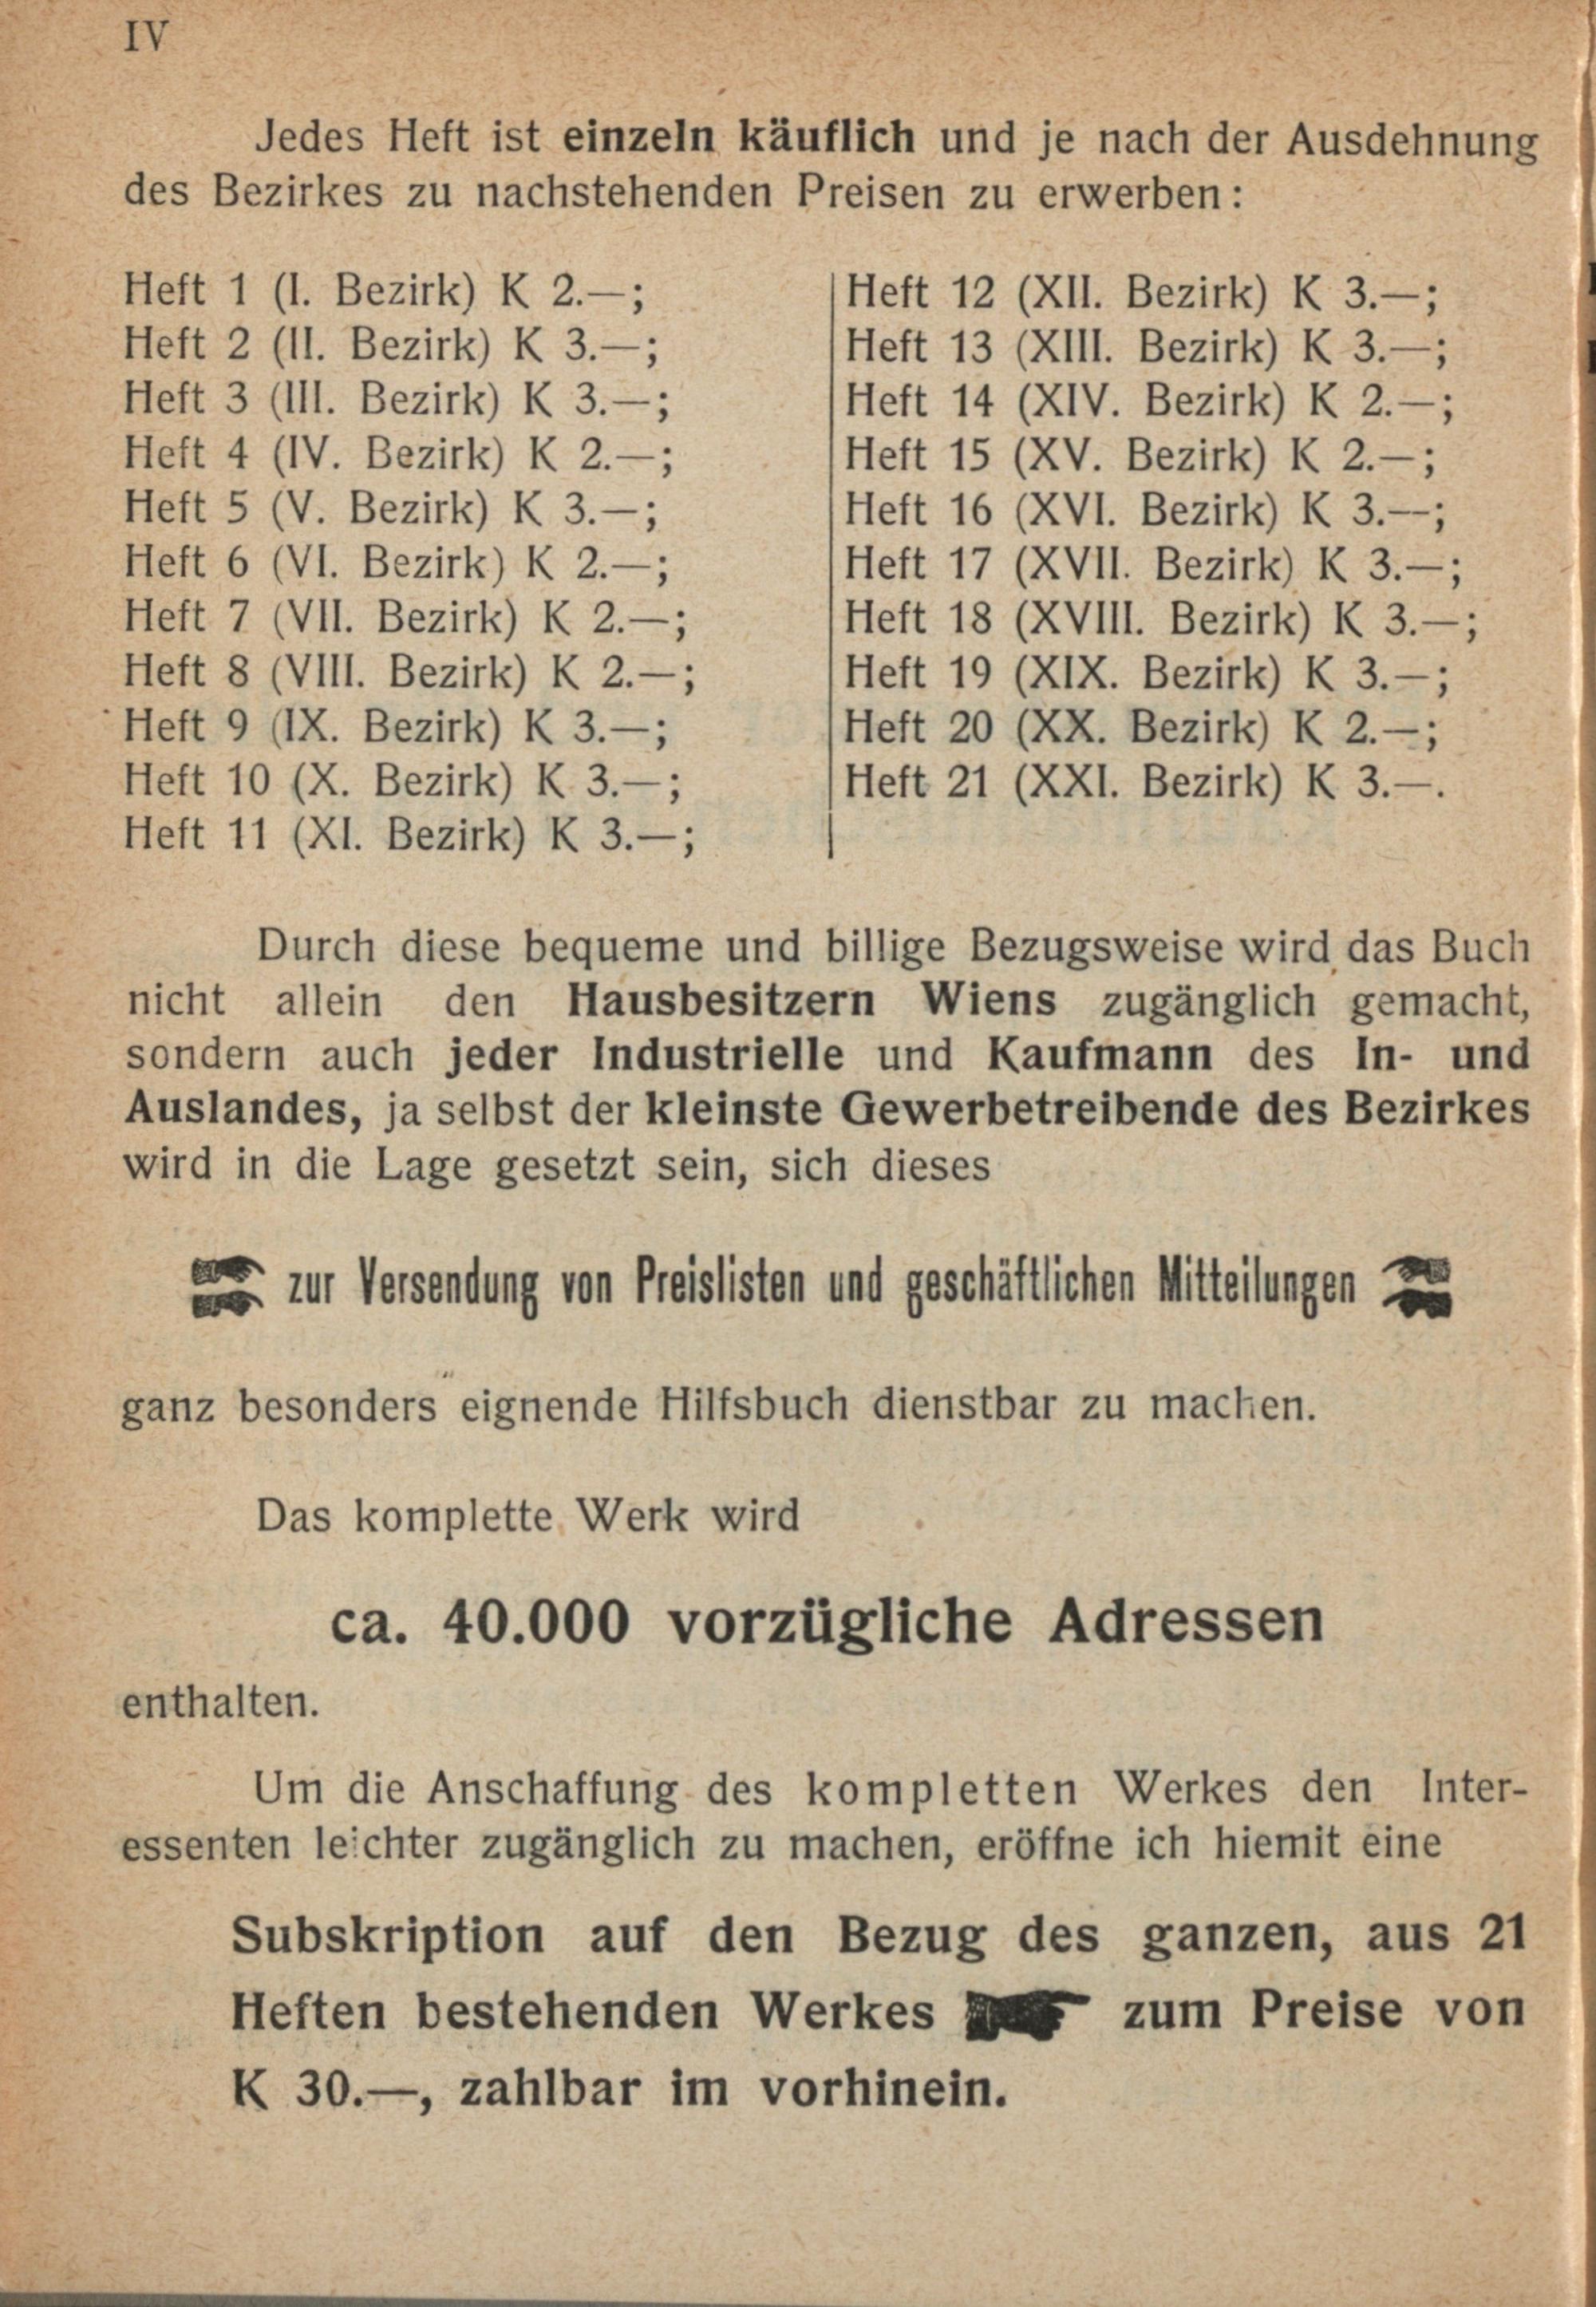 IV
Jedes Heft ist einzeln käuflich und je nach der Ausdehnung
des Bezirkes zu nachstehenden Preisen zu erwerben:
Heft 1 (I. Bezirk) K 2.—;
Heft 2 (II. Bezirk) K 3.—;
Heft 3 (III. Bezirk) K 3.—;
Heft 4 (IV. Bezirk) K 2.—;
Heft 5 (V. Bezirk) K 3.—;
Heft 6 (VI. Bezirk) K 2.—;
Heft 7 (VII. Bezirk) K 2.—;
Heft 8 (VIII. Bezirk) K 2.—;
Heft 9 (IX. Bezirk) K 3.—;
Heft 10 (X. Bezirk) K 3.—;
Heft 11 (XI. Bezirk) K 3.—;
Heft 12 (XII. Bezirk) K 3.—;
Heft 13 (XIII. Bezirk) K 3.—;
Heft 14 (XIV. Bezirk) K 2.—;
Heft 15 (XV. Bezirk) K 2.—;
Heft 16 (XVI. Bezirk) K 3.—;
Heft 17 (XVII. Bezirk) K 3.—;
Heft 18 (XVIII. Bezirk) K 3.—;
Heft 19 (XIX. Bezirk) K 3.—;
Heft 20 (XX. Bezirk) K 2.—;
Heft 21 (XXI. Bezirk) K 3.—.
Durch diese bequeme und billige Bezugsweise wird das Buch
nicht allein den Hausbesitzern Wiens zugänglich gemacht,
sondern auch jeder Industrielle und Kaufmann des In- und
Auslandes, ja selbst der kleinste Gewerbetreibende des Bezirkes
wird in die Lage gesetzt sein, sich dieses
zur Versendung von Preislisten und geschäftlichen Mitteilungen
ganz besonders eignende Hilfsbuch dienstbar zu machen.
Das komplette Werk wird
ca. 40.000 vorzügliche Adressen
enthalten.
Um die Anschaffung des kompletten Werkes den Inter-
essenten leichter zugänglich zu machen, eröffne ich hiemit eine
Subskription auf den Bezug des ganzen, aus 21
Heften bestehenden Werkes zum Preise von
K 30.—, zahlbar im vorhinein.